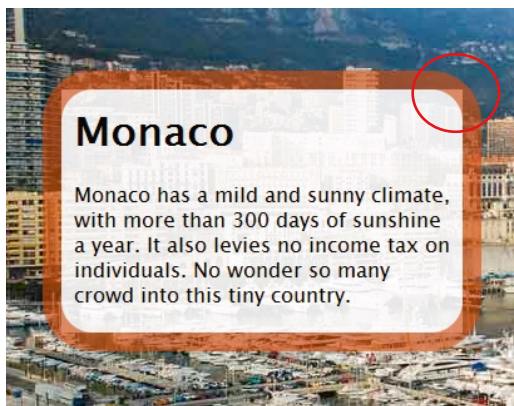 Monaco
Monaco has a mild and sunny climate,
with more than 300 days of sunshine
a year. It also levies no income tax on
individuals. No wonder so many
crowd into this tiny country.